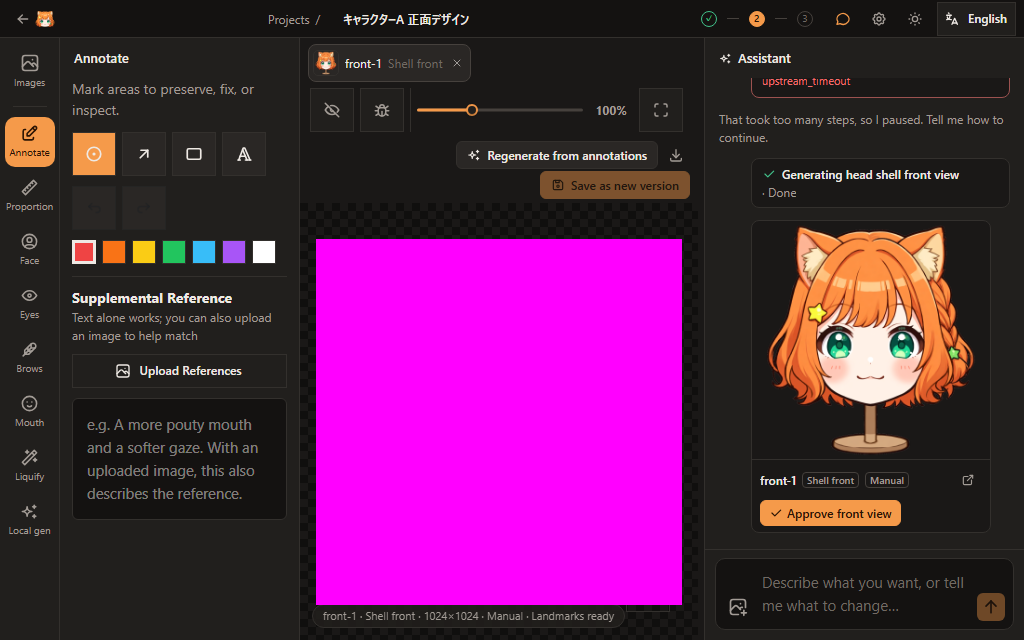 Projects /
キャラクターA 正面デザイン
2
3
English
Images
Annotate
Proportion
Face
Eyes
Brows
Mouth
Liquify
Local gen
Annotate
Mark areas to preserve, fix, or
inspect.
A
Supplemental Reference
Text alone works; you can also upload
an image to help match
Upload References
e.g. A more pouty mouth
and a softer gaze. With an
uploaded image, this also
describes the reference.
front-1 Shell front
100%
Regenerate from annotations
Save as new version
front-1 · Shell front · 1024×1024 · Manual · Landmarks ready
Assistant
upstream_timeout
That took too many steps, so I paused. Tell me how to
continue.
Generating head shell front view
· Done
front-1 Shell front Manual
Approve front view
Describe what you want, or tell
me what to change...